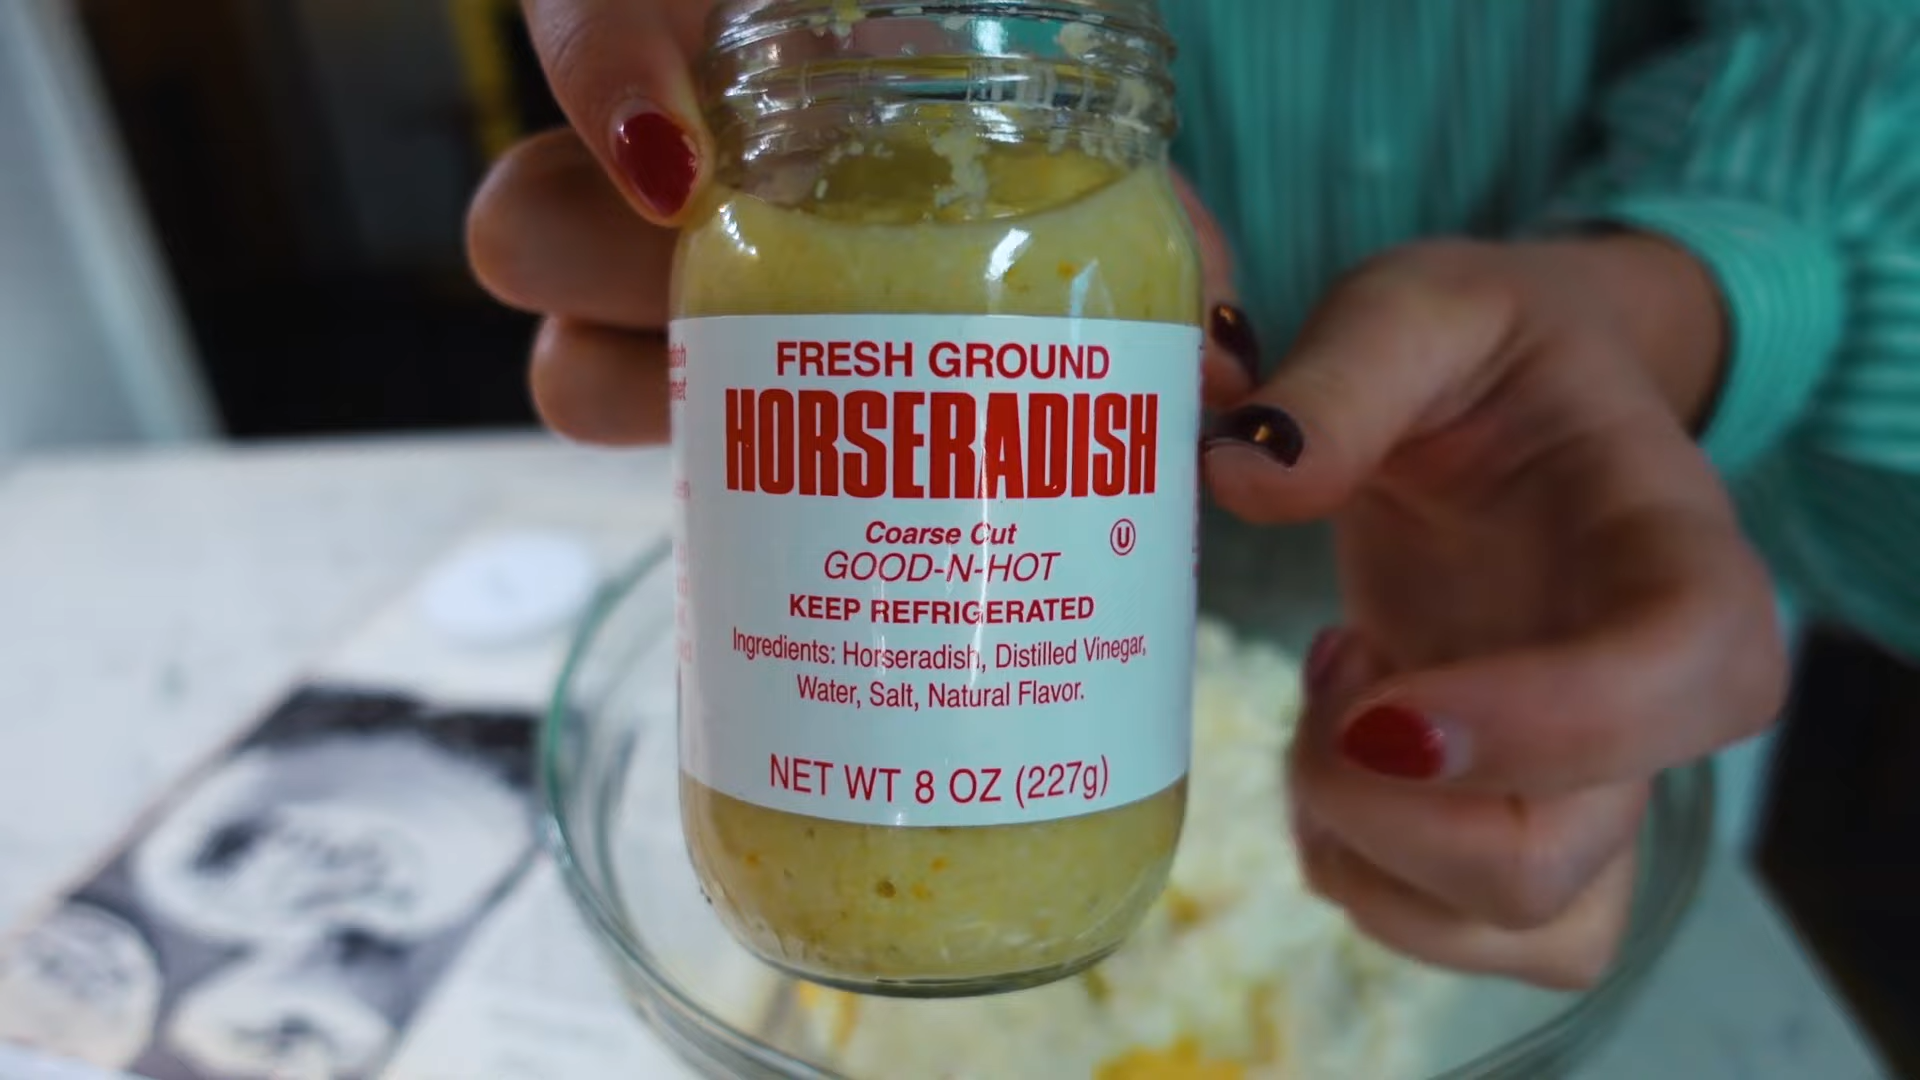 FRESH GROUND
HORSERADISH
Coarse Cut
Ⓤ
GOOD-N-HOT
KEEP REFRIGERATED
Ingredients: Horseradish, Distilled Vinegar,
Water, Salt, Natural Flavor.
NET WT 8 OZ (227g)